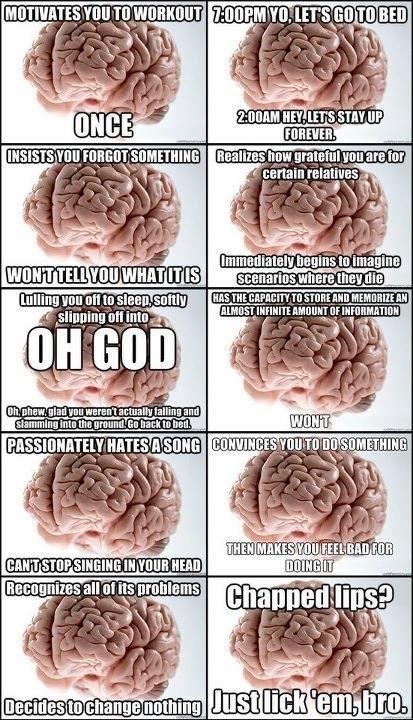 MOTIVATES YOU TO WORKOUT
ONCE
7:00PM YO, LET'S GO TO BED
2:00AM HEY, LET'S STAY UP
FOREVER.
INSISTS YOU FORGOT SOMETHING
WON'T TELL YOU WHAT IT IS
Realizes how grateful you are for
certain relatives
Immediately begins to imagine
scenarios where they die
Lulling you off to sleep, softly
slipping off into
OH GOD
Oh, phew, glad you weren't actually falling and
slamming into the ground. Go back to bed.
HAS THE CAPACITY TO STORE AND MEMORIZE AN
ALMOST INFINITE AMOUNT OF INFORMATION
WON'T
PASSIONATELY HATES A SONG
CAN'T STOP SINGING IN YOUR HEAD
CONVINCES YOU TO DO SOMETHING
THEN MAKES YOU FEEL BAD FOR
DOING IT
Recognizes all of its problems
Decides to change nothing
Chapped lips?
Just lick 'em, bro.